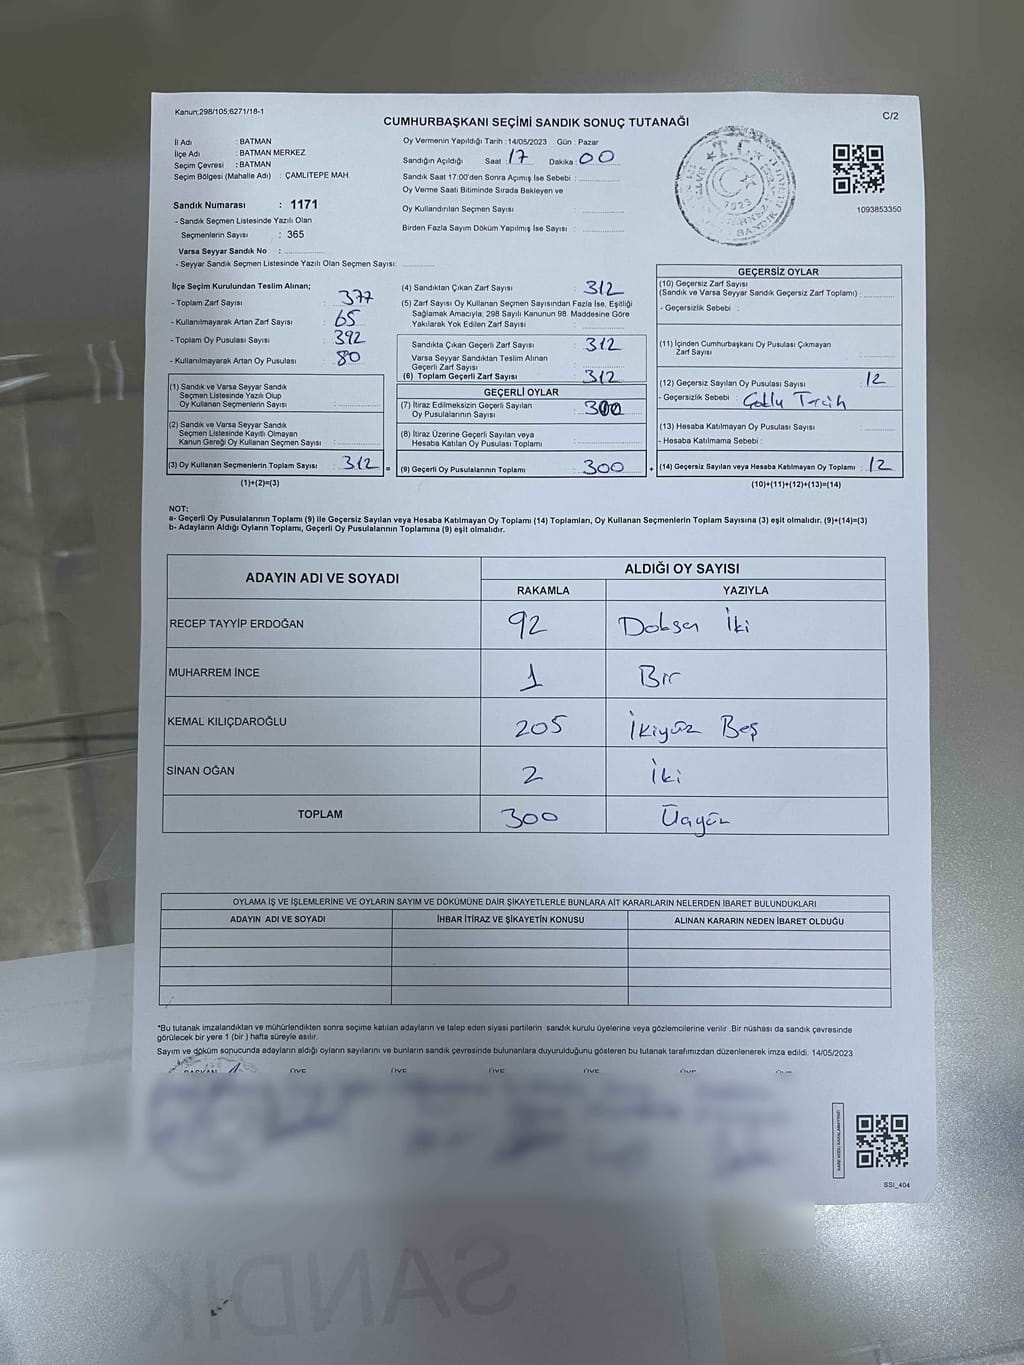 Kanun;298/105;6271/18-1
C/2
CUMHURBAŞKANI SEÇİMİ SANDIK SONUÇ TUTANAĞI
İl Adı : BATMAN
İlçe Adı : BATMAN MERKEZ
Seçim Çevresi : BATMAN
Seçim Bölgesi (Mahalle Adı) : ÇAMLITEPE MAH.
Sandık Numarası : 1171
- Sandık Seçmen Listesinde Yazılı Olan
Seçmenlerin Sayısı : 365
Varsa Seyyar Sandık No :
- Seyyar Sandık Seçmen Listesinde Yazılı Olan Seçmen Sayısı:
Oy Vermenin Yapıldığı Tarih :14/05/2023 Gün : Pazar
Sandığın Açıldığı Saat 17 Dakika 00
Sandık Saat 17:00'den Sonra Açımış İse Sebebi :
Oy Verme Saati Bitiminde Sırada Bekleyen ve
Oy Kullandırılan Seçmen Sayısı
Birden Fazla Sayım Döküm Yapılmış İse Sayısı :
T.C.
1923
BATMAN
1093853350
İlçe Seçim Kurulundan Teslim Alınan;
- Toplam Zarf Sayısı : 377
- Kullanılmayarak Artan Zarf Sayısı : 65
- Toplam Oy Pusulası Sayısı : 392
- Kullanılmayarak Artan Oy Pusulası : 80
(1) Sandık ve Varsa Seyyar Sandık
Seçmen Listesinde Yazılı Olup
Oy Kullanan Seçmenlerin Sayısı :
(2) Sandık ve Varsa Seyyar Sandık
Seçmen Listesinde Kayıtlı Olmayan
Kanun Gereği Oy Kullanan Seçmen Sayısı :
(3) Oy Kullanan Seçmenlerin Toplam Sayısı : 312
(1)+(2)=(3)
(4) Sandıktan Çıkan Zarf Sayısı : 312
(5) Zarf Sayısı Oy Kullanan Seçmen Sayısından Fazla İse, Eşitliği
Sağlamak Amacıyla; 298 Sayılı Kanunun 98. Maddesine Göre
Yakılarak Yok Edilen Zarf Sayısı :
Sandıkta Çıkan Geçerli Zarf Sayısı : 312
Varsa Seyyar Sandıktan Teslim Alınan
Geçerli Zarf Sayısı :
(6) Toplam Geçerli Zarf Sayısı : 312
GEÇERLİ OYLAR
(7) İtiraz Edilmeksizin Geçerli Sayılan
Oy Pusulalarının Sayısı : 300
(8) İtiraz Üzerine Geçerli Sayılan veya
Hesaba Katılan Oy Pusulası Toplamı :
= (9) Geçerli Oy Pusulalarının Toplamı : 300 +
GEÇERSİZ OYLAR
(10) Geçersiz Zarf Sayısı
(Sandık ve Varsa Seyyar Sandık Geçersiz Zarf Toplamı) :
- Geçersizlik Sebebi :
(11) İçinden Cumhurbaşkanı Oy Pusulası Çıkmayan
Zarf Sayısı :
(12) Geçersiz Sayılan Oy Pusulası Sayısı : 12
- Geçersizlik Sebebi : Çoklu Tercih
(13) Hesaba Katılmayan Oy Pusulası Sayısı :
- Hesaba Katılmama Sebebi :
(14) Geçersiz Sayılan veya Hesaba Katılmayan Oy Toplamı : 12
(10)+(11)+(12)+(13)=(14)
NOT:
a- Geçerli Oy Pusulalarının Toplamı (9) ile Geçersiz Sayılan veya Hesaba Katılmayan Oy Toplamı (14) Toplamları, Oy Kullanan Seçmenlerin Toplam Sayısına (3) eşit olmalıdır. (9)+(14)=(3)
b- Adayların Aldığı Oyların Toplamı, Geçerli Oy Pusulalarının Toplamına (9) eşit olmalıdır.
ADAYIN ADI VE SOYADI
ALDIĞI OY SAYISI
RAKAMLA YAZIYLA
RECEP TAYYİP ERDOĞAN 92 Doksan İki
MUHARREM İNCE 1 Bir
KEMAL KILIÇDAROĞLU 205 İkiyüz Beş
SİNAN OĞAN 2 İki
TOPLAM 300 Üçyüz
OYLAMA İŞ VE İŞLEMLERİNE VE OYLARIN SAYIM VE DÖKÜMÜNE DAİR ŞİKAYETLERLE BUNLARA AİT KARARLARIN NELERDEN İBARET BULUNDUKLARI
ADAYIN ADI VE SOYADI İHBAR İTİRAZ VE ŞİKAYETİN KONUSU ALINAN KARARIN NEDEN İBARET OLDUĞU
*Bu tutanak imzalandıktan ve mühürlendikten sonra seçime katılan adayların ve talep eden siyasi partilerin sandık kurulu üyelerine veya gözlemcilerine verilir .Bir nüshası da sandık çevresinde
görülecek bir yere 1 (bir ) hafta süreyle asılır.
Sayım ve döküm sonucunda adayların aldığı oyların sayılarını ve bunların sandık çevresinde bulunanlara duyurulduğunu gösteren bu tutanak tarafımızdan düzenlenerek imza edildi. 14/05/2023
BAŞKAN ÜYE ÜYE ÜYE ÜYE ÜYE ÜYE
KARE KODU KARALAMAYINIZ!
SSI_404
SANDIK